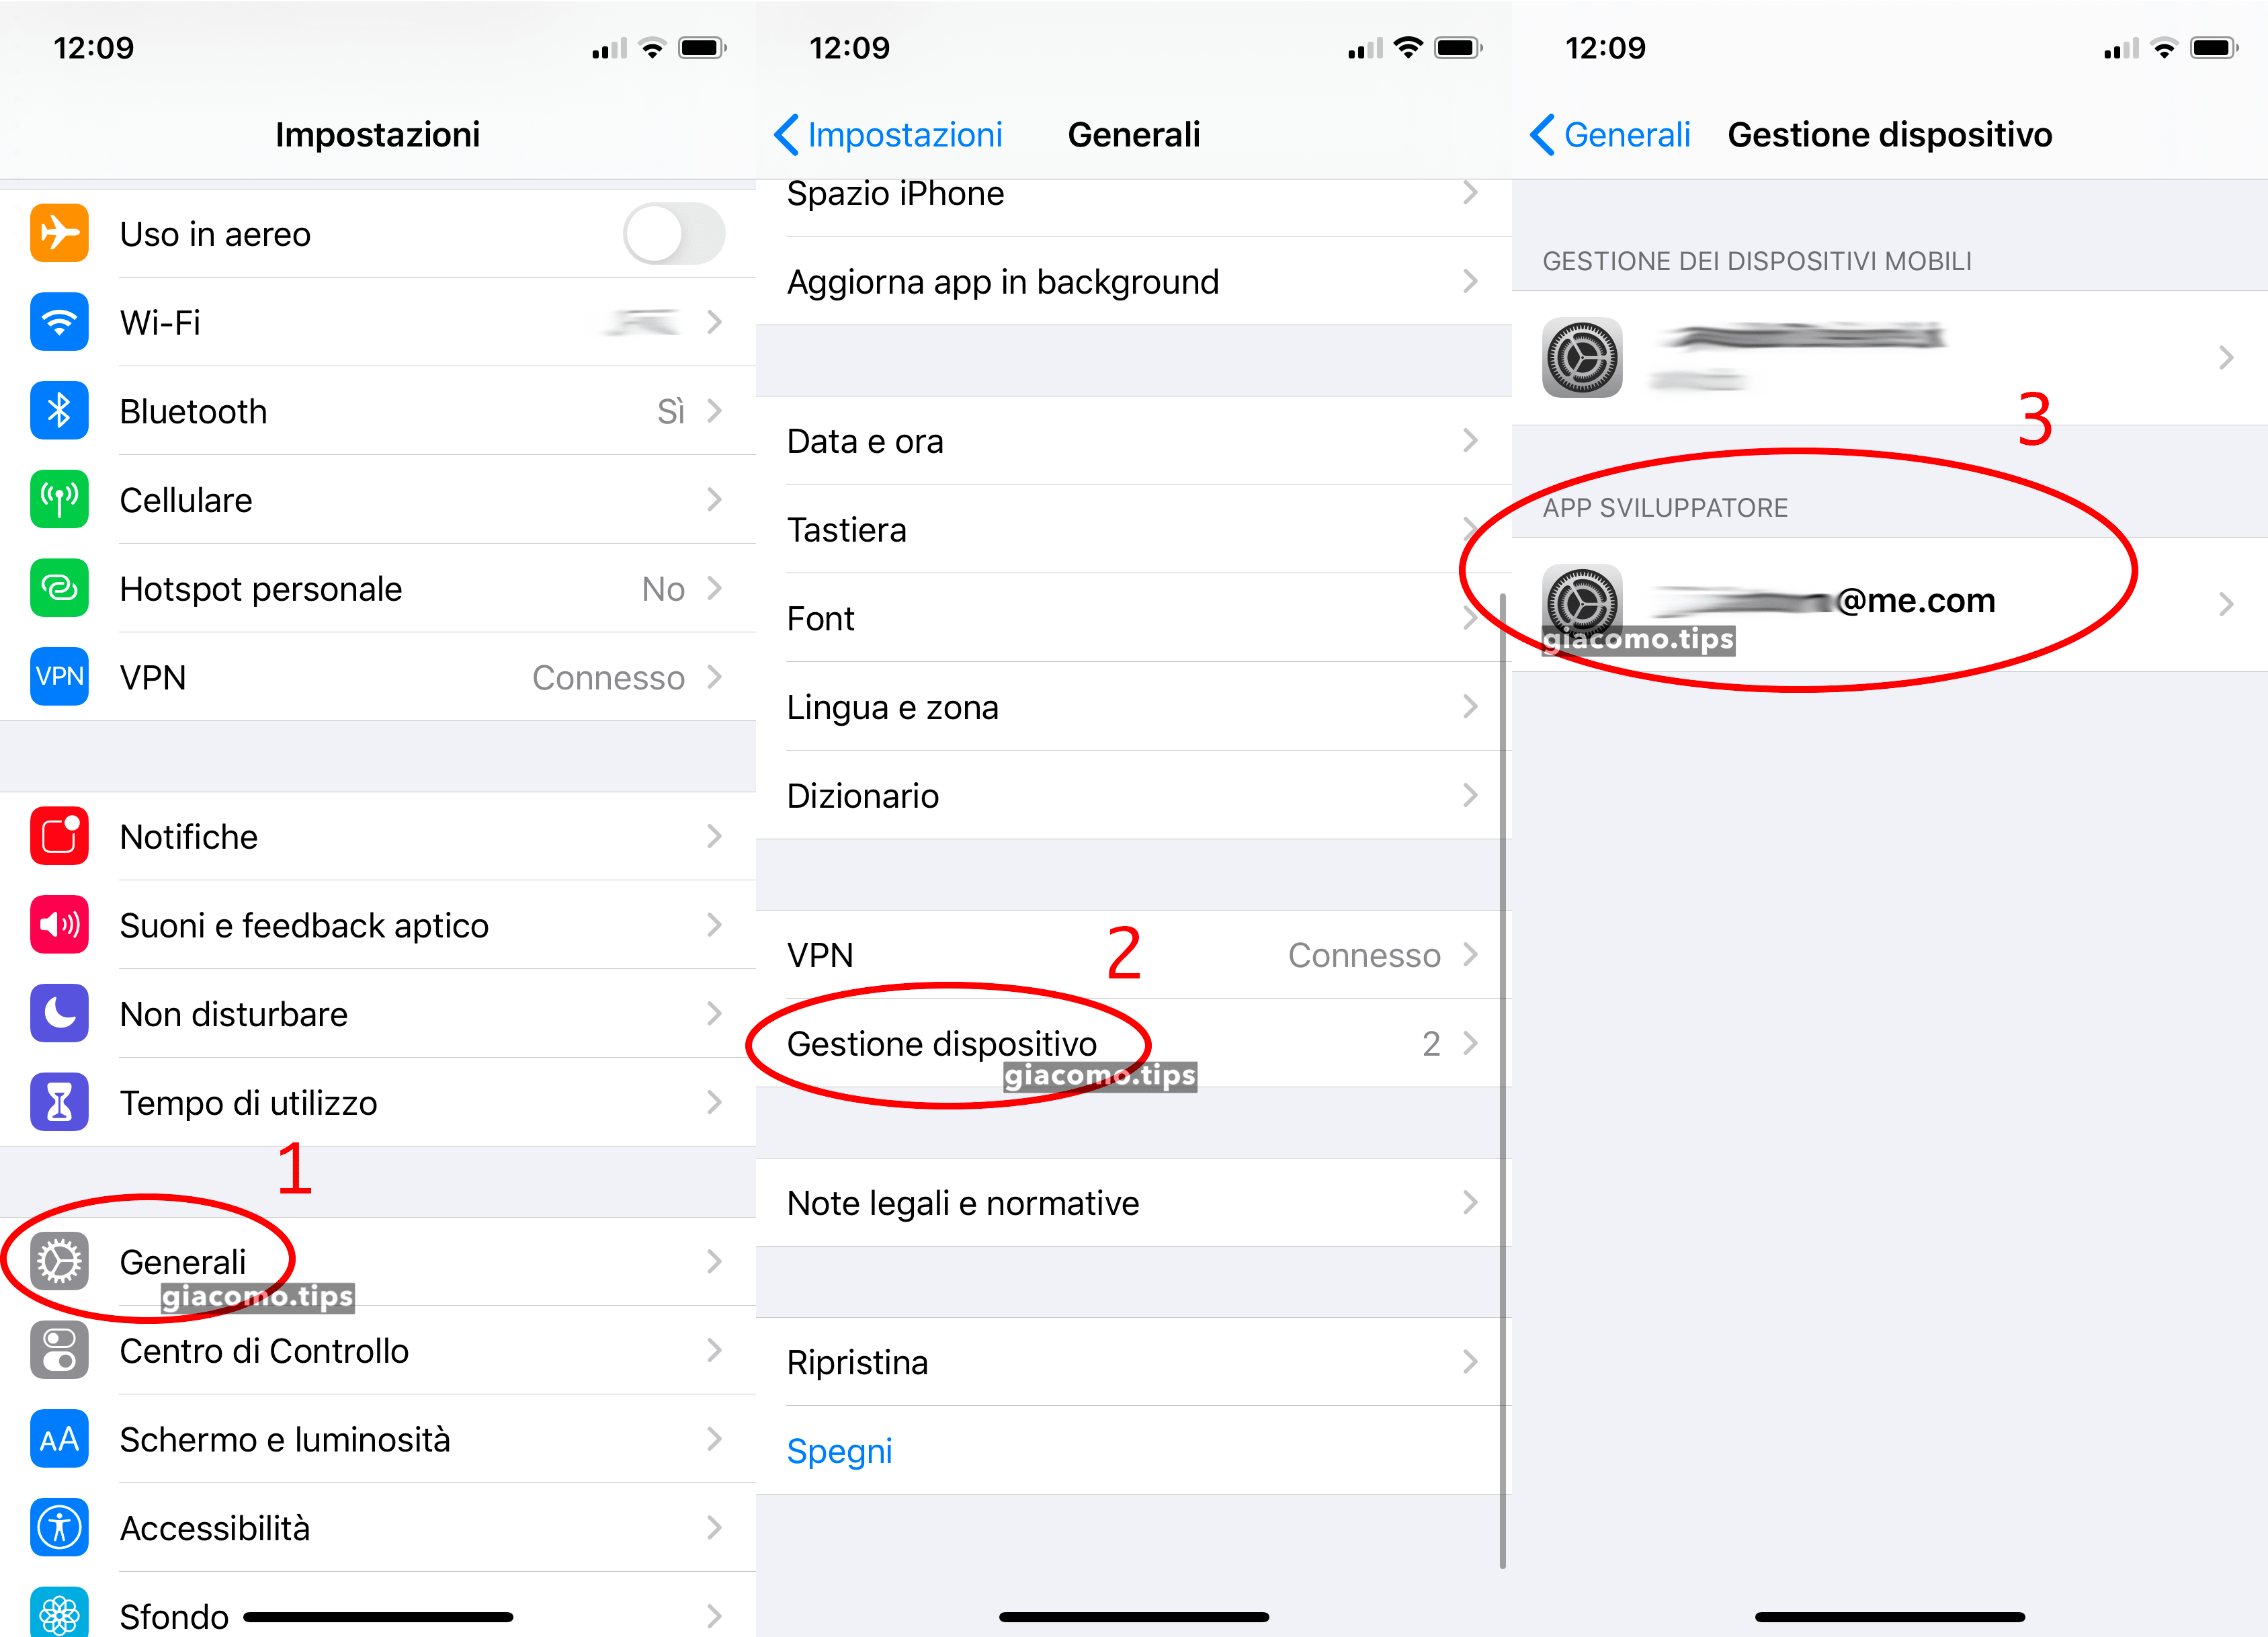 12:09
Impostazioni
Uso in aereo
Wi-Fi
Bluetooth Sì
Cellulare
Hotspot personale No
VPN VPN Connesso
Notifiche
Suoni e feedback aptico
Non disturbare
Tempo di utilizzo
1
Generali
giacomo.tips
Centro di Controllo
AA Schermo e luminosità
Accessibilità
Sfondo
12:09
Impostazioni Generali
Spazio iPhone
Aggiorna app in background
Data e ora
Tastiera
Font
Lingua e zona
Dizionario
2
VPN Connesso
Gestione dispositivo 2
giacomo.tips
Note legali e normative
Ripristina
Spegni
12:09
Generali Gestione dispositivo
GESTIONE DEI DISPOSITIVI MOBILI
3
APP SVILUPPATORE
@me.com
giacomo.tips